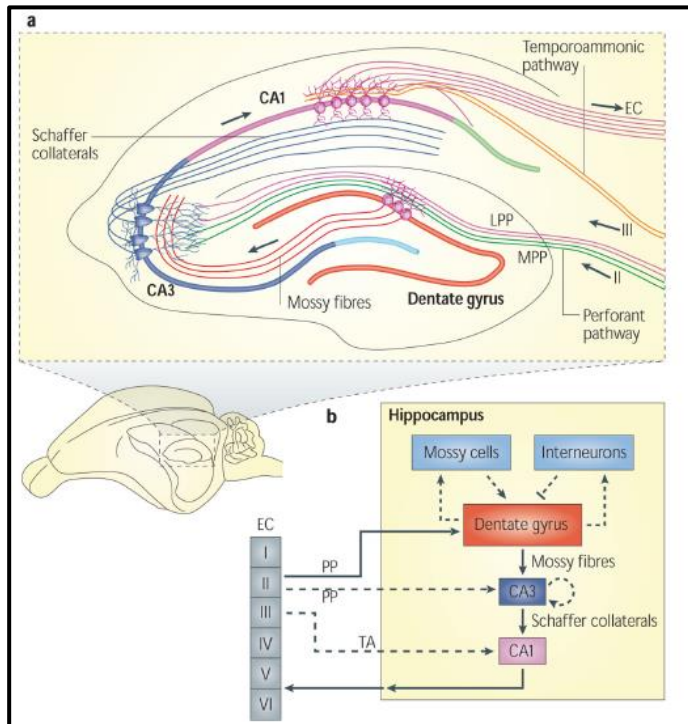 a
Temporoammonic
pathway
CA1
EC
Schaffer
collaterals
LPP
III
MPP
II
CA3
Mossy fibres
Dentate gyrus
Perforant
pathway
b
Hippocampus
Mossy cells
Interneurons
EC
Dentate gyrus
I
PP
Mossy fibres
II
PP
CA3
III
Schaffer collaterals
IV
TA
CA1
V
VI